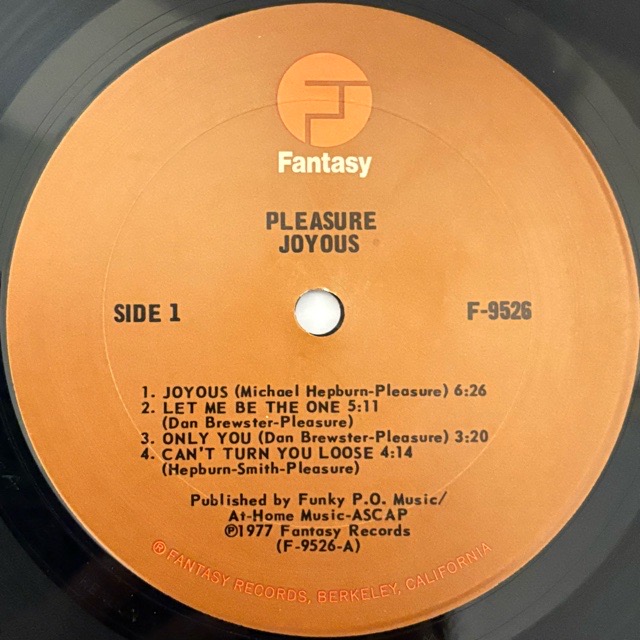 Fantasy
PLEASURE
JOYOUS
SIDE 1
F-9526
1. JOYOUS (Michael Hepburn-Pleasure) 6:26
2. LET ME BE THE ONE 5:11
(Dan Brewster-Pleasure)
3. ONLY YOU (Dan Brewster-Pleasure) 3:20
4. CAN'T TURN YOU LOOSE 4:14
(Hepburn-Smith-Pleasure)
Published by Funky P.O. Music/
At-Home Music-ASCAP
℗1977 Fantasy Records
(F-9526-A)
® FANTASY RECORDS, BERKELEY, CALIFORNIA